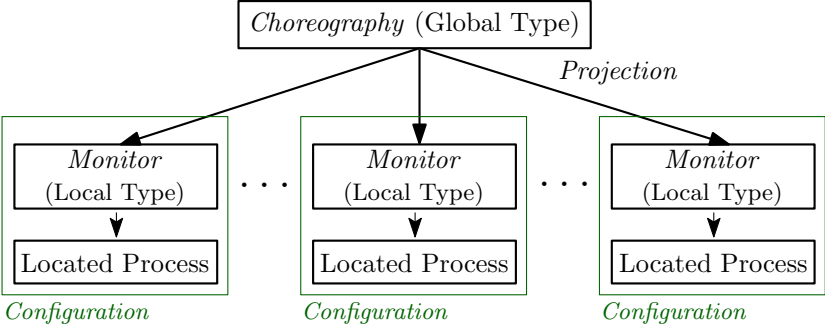 Choreography (Global Type)
Projection
Monitor
(Local Type)
Located Process
Configuration
. . .
Monitor
(Local Type)
Located Process
Configuration
. . .
Monitor
(Local Type)
Located Process
Configuration